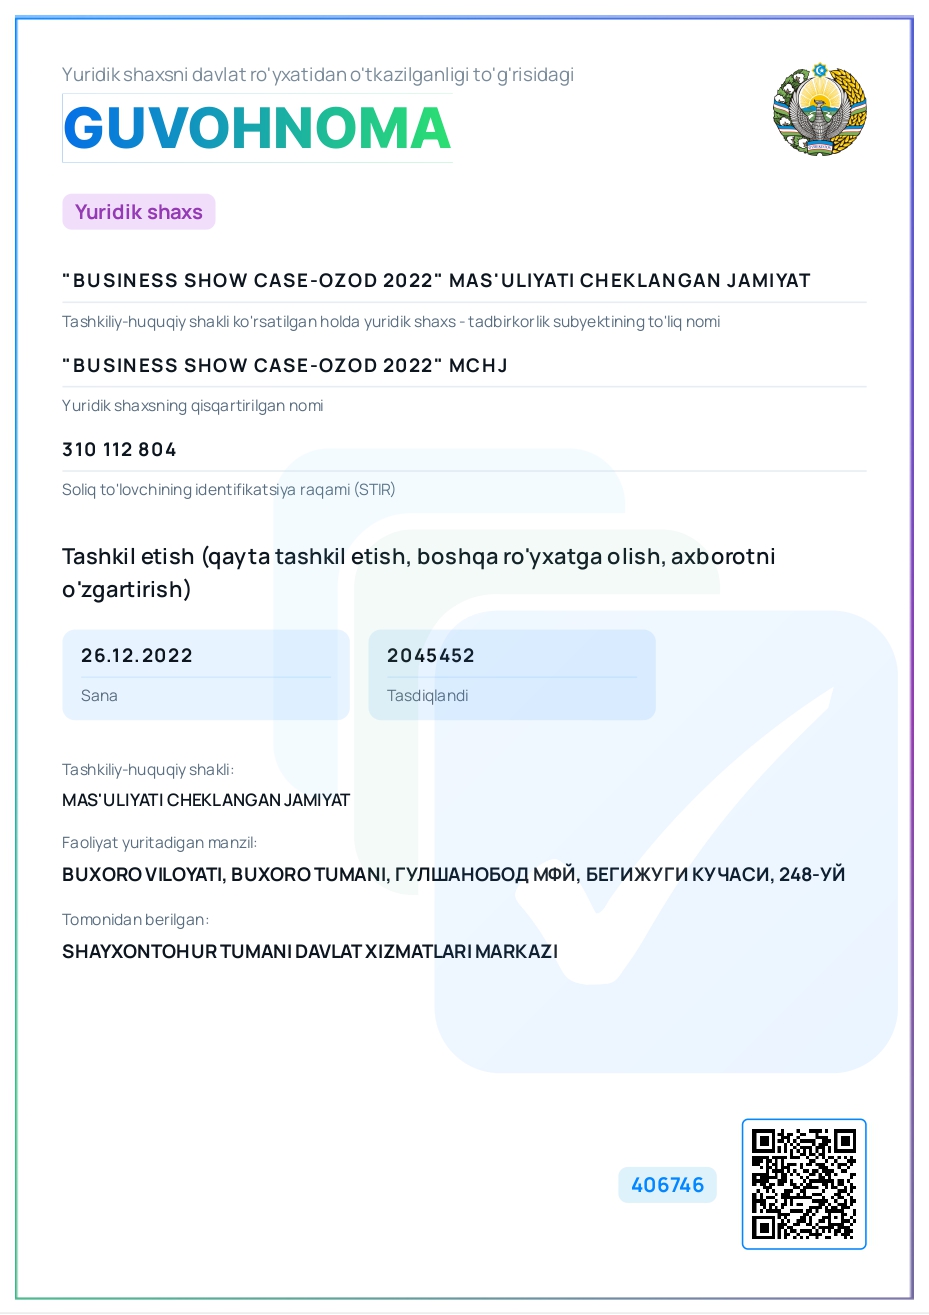 Yuridik shaxsni davlat ro'yxatidan o'tkazilganligi to'g'risidagi
GUVOHNOMA
Yuridik shaxs
"BUSINESS SHOW CASE-OZOD 2022" MAS'ULIYATI CHEKLANGAN JAMIYAT
Tashkiliy-huquqiy shakli ko'rsatilgan holda yuridik shaxs - tadbirkorlik subyektining to'liq nomi
"BUSINESS SHOW CASE-OZOD 2022" MCHJ
Yuridik shaxsning qisqartirilgan nomi
310 112 804
Soliq to'lovchining identifikatsiya raqami (STIR)
Tashkil etish (qayta tashkil etish, boshqa ro'yxatga olish, axborotni
o'zgartirish)
26.12.2022
Sana
2045452
Tasdiqlandi
Tashkiliy-huquqiy shakli:
MAS'ULIYATI CHEKLANGAN JAMIYAT
Faoliyat yuritadigan manzil:
BUXORO VILOYATI, BUXORO TUMANI, ГУЛШАНОБОД МФЙ, БЕГИЖУГИ КУЧАСИ, 248-УЙ
Tomonidan berilgan:
SHAYXONTOHUR TUMANI DAVLAT XIZMATLARI MARKAZI
406746